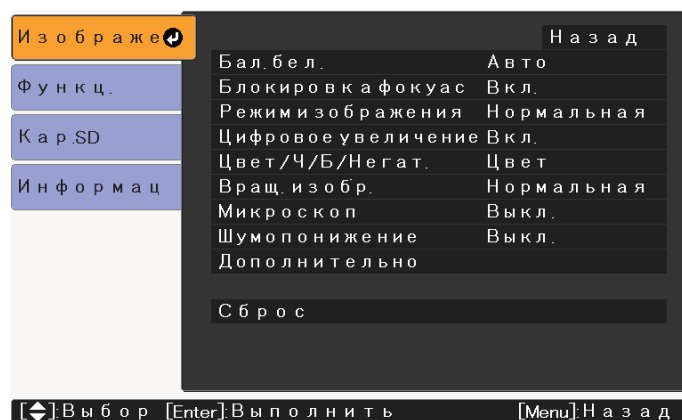 Изображе
Функц.
Кар.SD
Информац
Назад
Бал.бел. Авто
Блокировка фокуас Вкл.
Режим изображения Нормальная
Цифровое увеличение Вкл.
Цвет/Ч/Б/Негат. Цвет
Вращ.изобр. Нормальная
Микроскоп Выкл.
Шумопонижение Выкл.
Дополнительно
Сброс
[◆]:Выбор [Enter]:Выполнить [Menu]:Назад